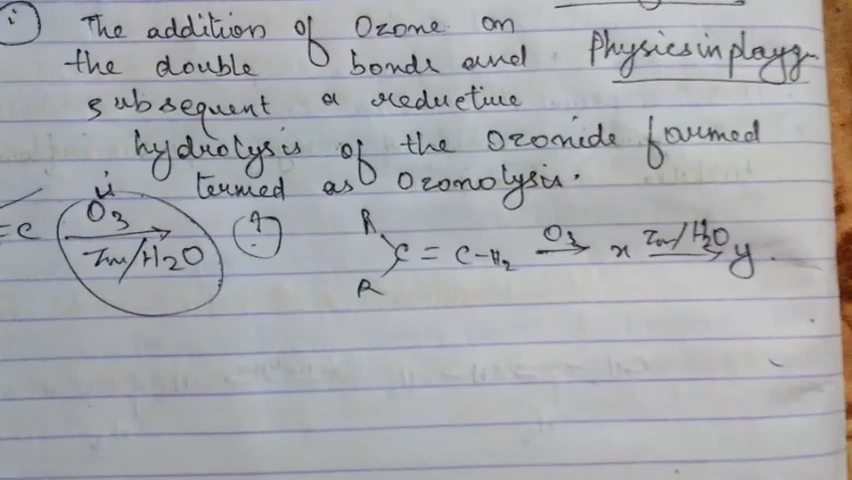 i The addition of Ozone on
the double bonds and Physicsinplayg
subsequent a reductive
hydrolysis of the Ozonide formed
is termed as Ozonolysis.
=C O3 Zn/H2O ? R R C = C-H2 O3 x Zn/H2O y.